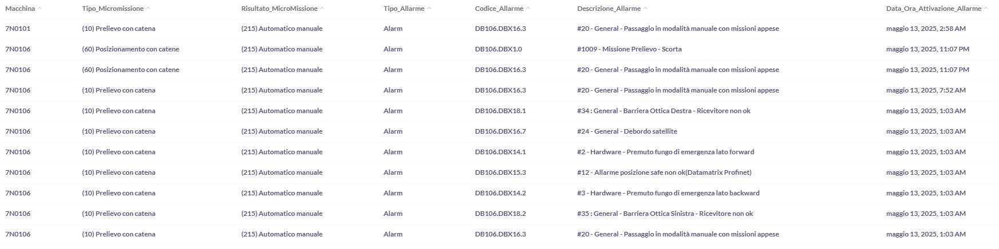 Macchina Tipo_Micromissione Risultato_MicroMissione Tipo_Allarme Codice_Allarme Descrizione_Allarme Data_Ora_Attivazione_Allarme
7N0101 (10) Prelievo con catena (215) Automatico manuale Alarm DB106.DBX16.3 #20 - General - Passaggio in modalità manuale con missioni appese maggio 13, 2025, 2:58 AM
7N0106 (60) Posizionamento con catene (215) Automatico manuale Alarm DB106.DBX1.0 #1009 - Missione Prelievo - Scorta maggio 13, 2025, 11:07 PM
7N0106 (60) Posizionamento con catene (215) Automatico manuale Alarm DB106.DBX16.3 #20 - General - Passaggio in modalità manuale con missioni appese maggio 13, 2025, 11:07 PM
7N0106 (10) Prelievo con catena (215) Automatico manuale Alarm DB106.DBX16.3 #20 - General - Passaggio in modalità manuale con missioni appese maggio 13, 2025, 7:52 AM
7N0106 (10) Prelievo con catena (215) Automatico manuale Alarm DB106.DBX18.1 #34 : General - Barriera Ottica Destra - Ricevitore non ok maggio 13, 2025, 1:03 AM
7N0106 (10) Prelievo con catena (215) Automatico manuale Alarm DB106.DBX16.7 #24 - General - Debordo satellite maggio 13, 2025, 1:03 AM
7N0106 (10) Prelievo con catena (215) Automatico manuale Alarm DB106.DBX14.1 #2 - Hardware - Premuto fungo di emergenza lato forward maggio 13, 2025, 1:03 AM
7N0106 (10) Prelievo con catena (215) Automatico manuale Alarm DB106.DBX15.3 #12 - Allarme posizione safe non ok(Datamatrix Profinet) maggio 13, 2025, 1:03 AM
7N0106 (10) Prelievo con catena (215) Automatico manuale Alarm DB106.DBX14.2 #3 - Hardware - Premuto fungo di emergenza lato backward maggio 13, 2025, 1:03 AM
7N0106 (10) Prelievo con catena (215) Automatico manuale Alarm DB106.DBX18.2 #35 : General - Barriera Ottica Sinistra - Ricevitore non ok maggio 13, 2025, 1:03 AM
7N0106 (10) Prelievo con catena (215) Automatico manuale Alarm DB106.DBX16.3 #20 - General - Passaggio in modalità manuale con missioni appese maggio 13, 2025, 1:03 AM